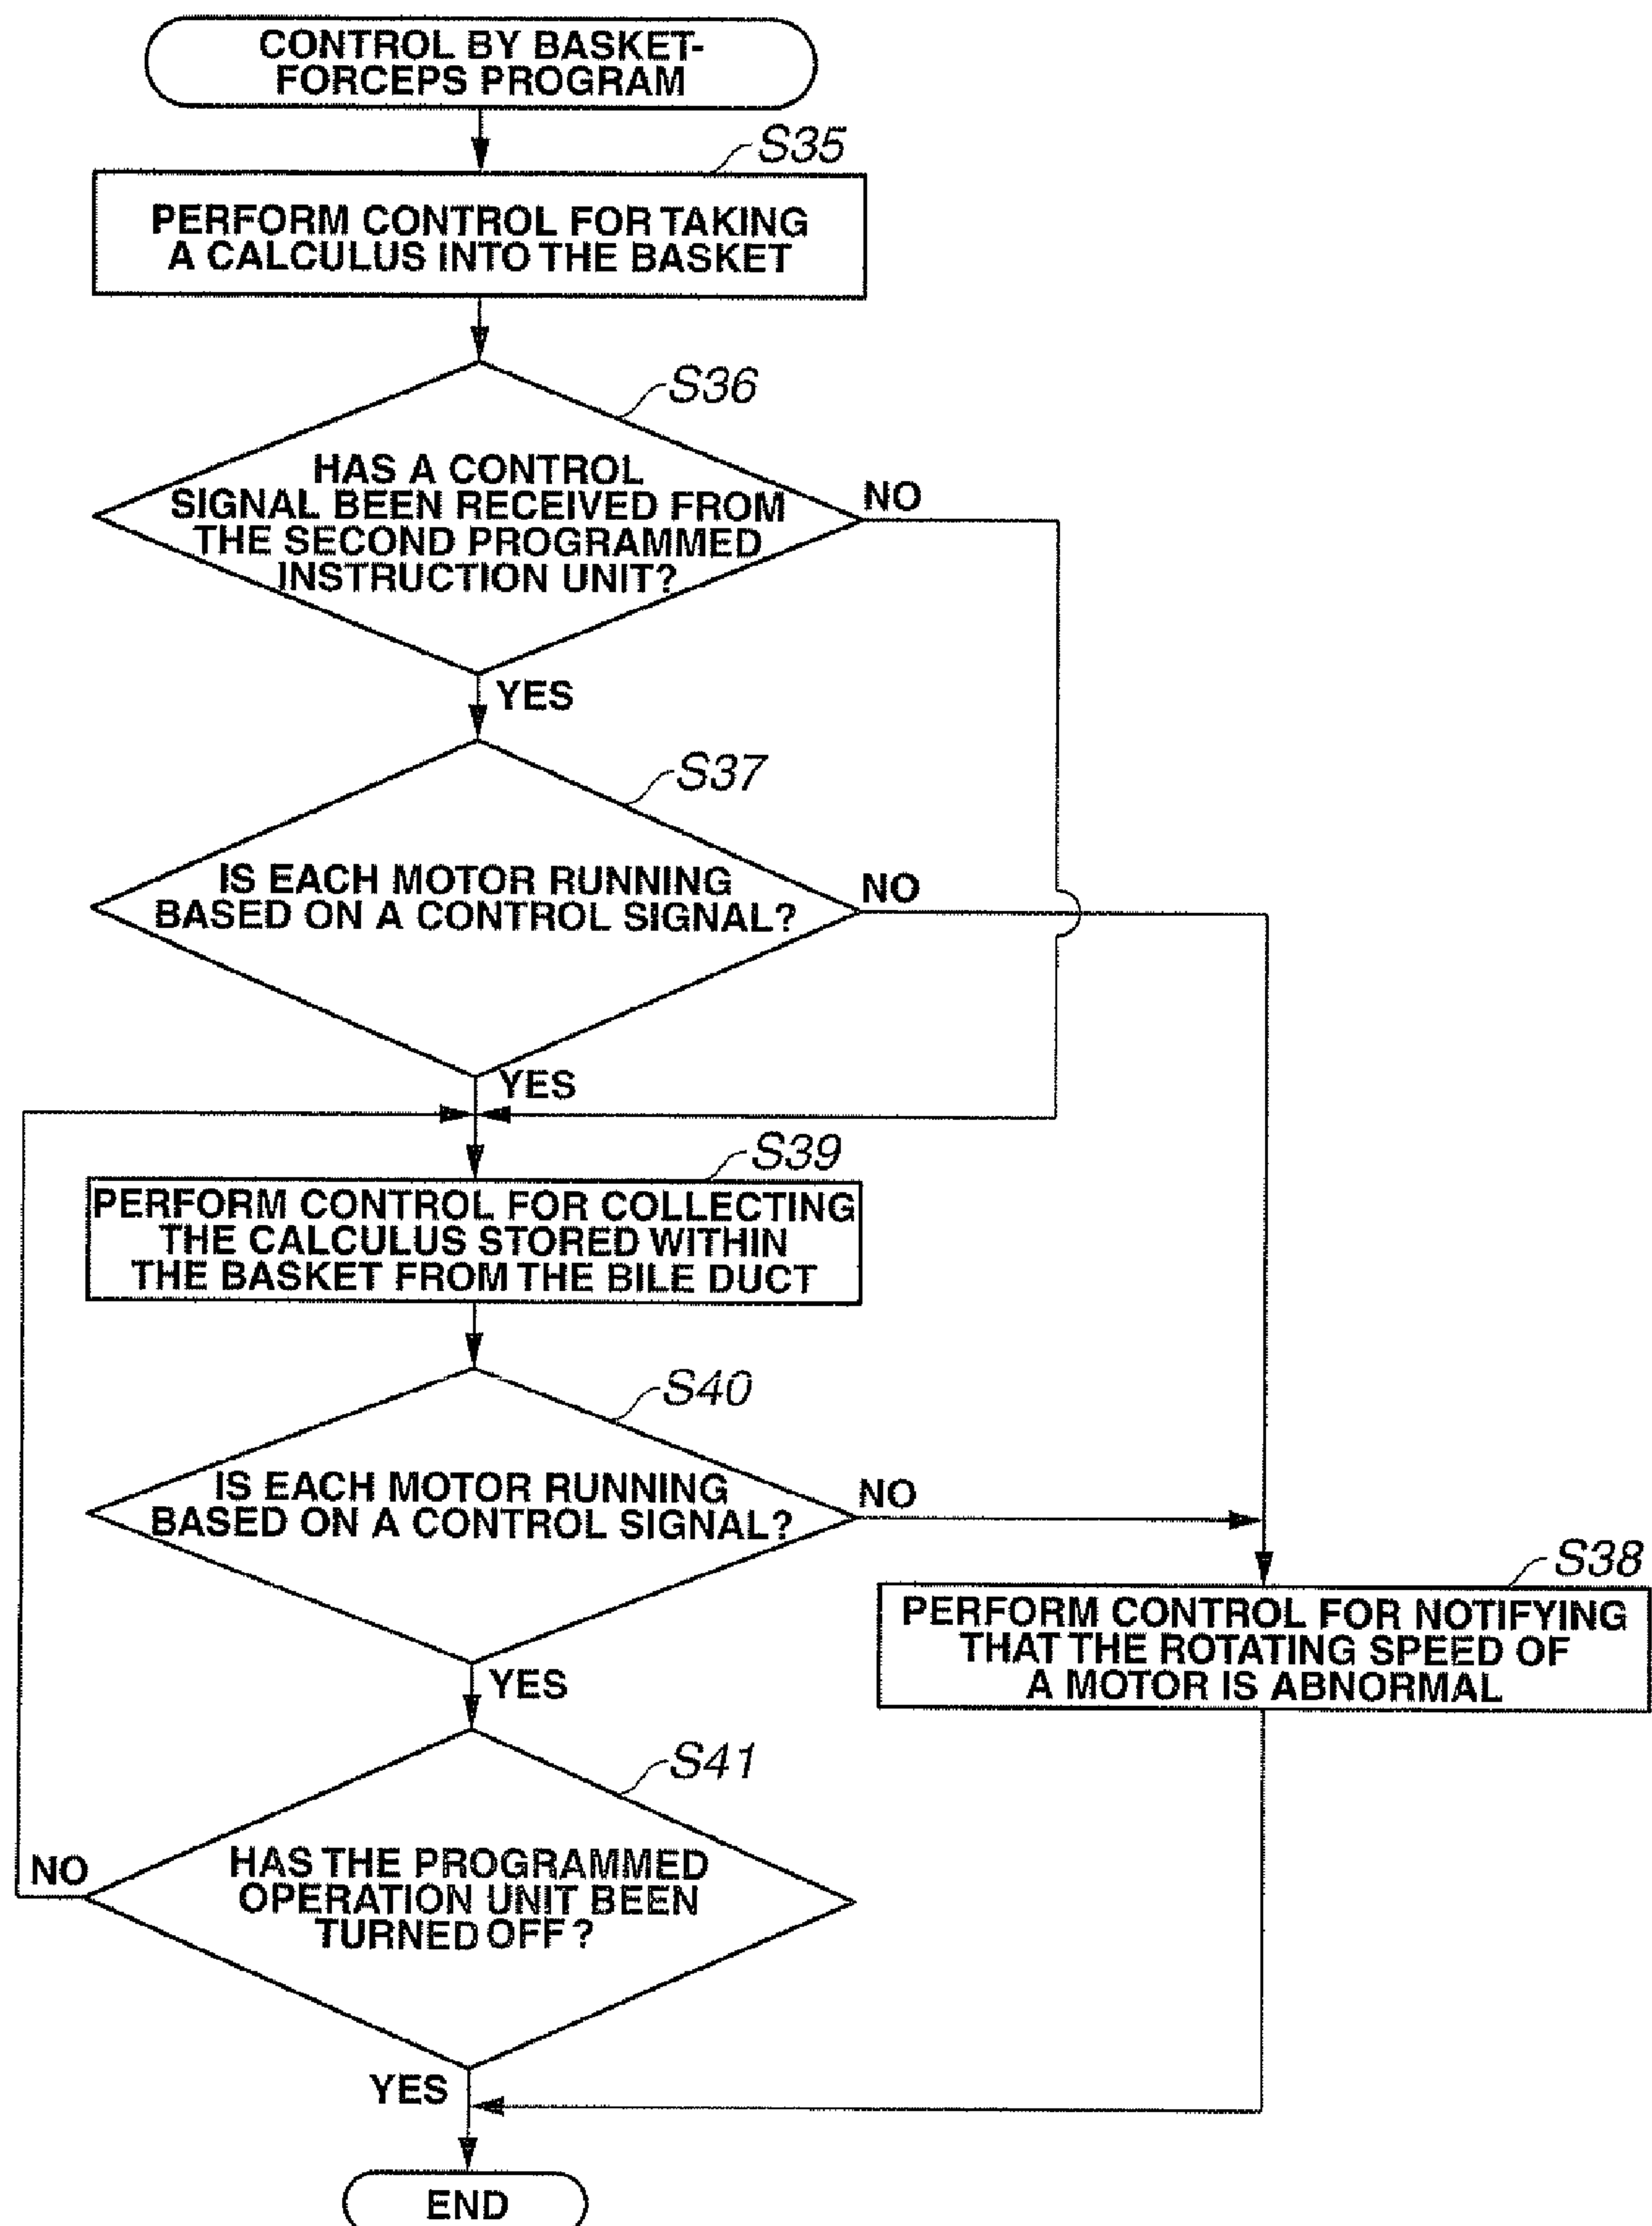 CONTROL BY BASKET-
FORCEPS PROGRAM
S35
PERFORM CONTROL FOR TAKING
A CALCULUS INTO THE BASKET
S36
HAS A CONTROL
SIGNAL BEEN RECEIVED FROM
THE SECOND PROGRAMMED
INSTRUCTION UNIT?
NO
YES
S37
IS EACH MOTOR RUNNING
BASED ON A CONTROL SIGNAL?
NO
YES
S39
PERFORM CONTROL FOR COLLECTING
THE CALCULUS STORED WITHIN
THE BASKET FROM THE BILE DUCT
S40
IS EACH MOTOR RUNNING
BASED ON A CONTROL SIGNAL?
NO
S38
PERFORM CONTROL FOR NOTIFYING
THAT THE ROTATING SPEED OF
A MOTOR IS ABNORMAL
YES
S41
HAS THE PROGRAMMED
OPERATION UNIT BEEN
TURNED OFF?
NO
YES
END